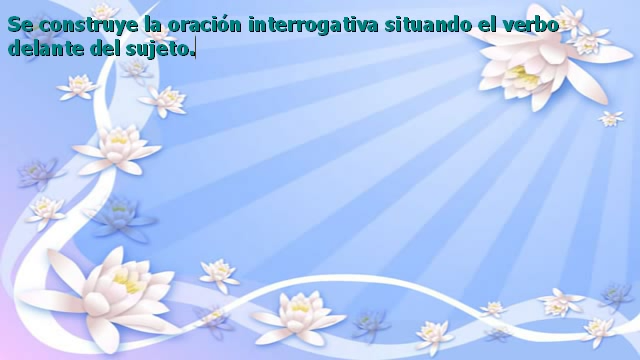 Se construye la oración interrogativa situando el verbo
delante del sujeto.